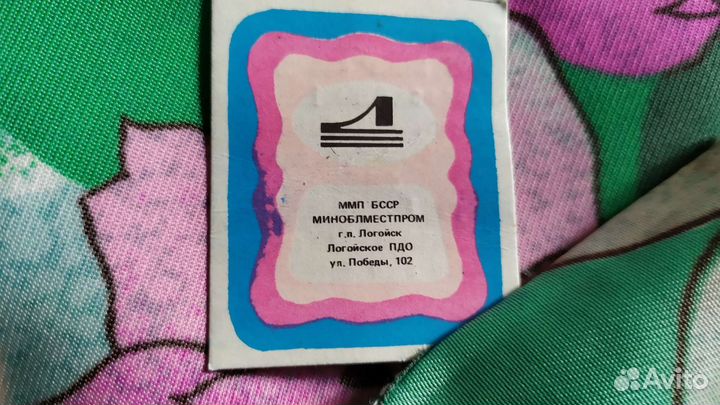 ММП БССР
МИНОБЛМЕСТПРОМ
г.п. Логойск
Логойское ПДО
ул. Победы, 102
Avito